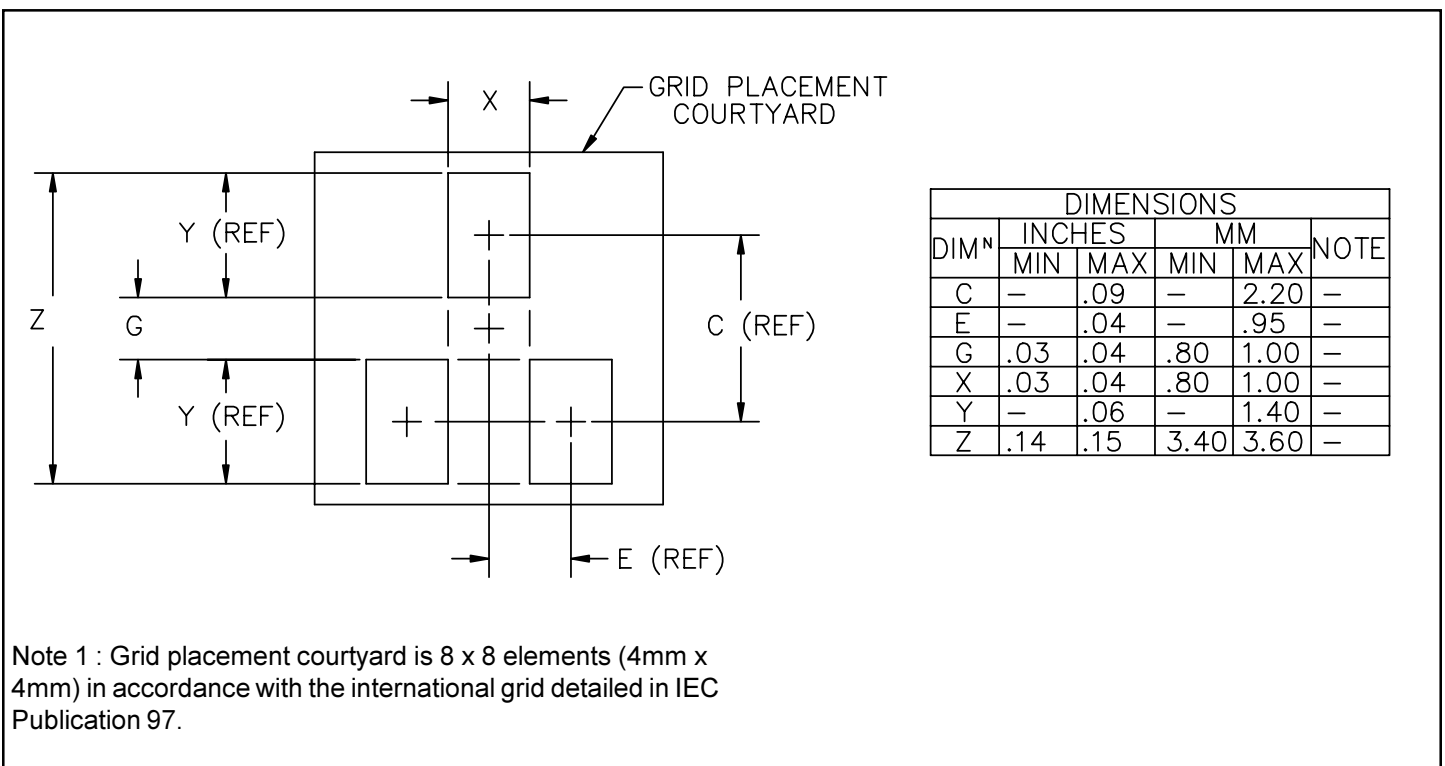 GRID PLACEMENT
COURTYARD
X
Y (REF)
Z
G
C (REF)
Y (REF)
E (REF)
DIMENSIONS
DIMᴺ INCHES MM NOTE
MIN MAX MIN MAX
C – .09 – 2.20 –
E – .04 – .95 –
G .03 .04 .80 1.00 –
X .03 .04 .80 1.00 –
Y – .06 – 1.40 –
Z .14 .15 3.40 3.60 –
Note 1 : Grid placement courtyard is 8 x 8 elements (4mm x
4mm) in accordance with the international grid detailed in IEC
Publication 97.